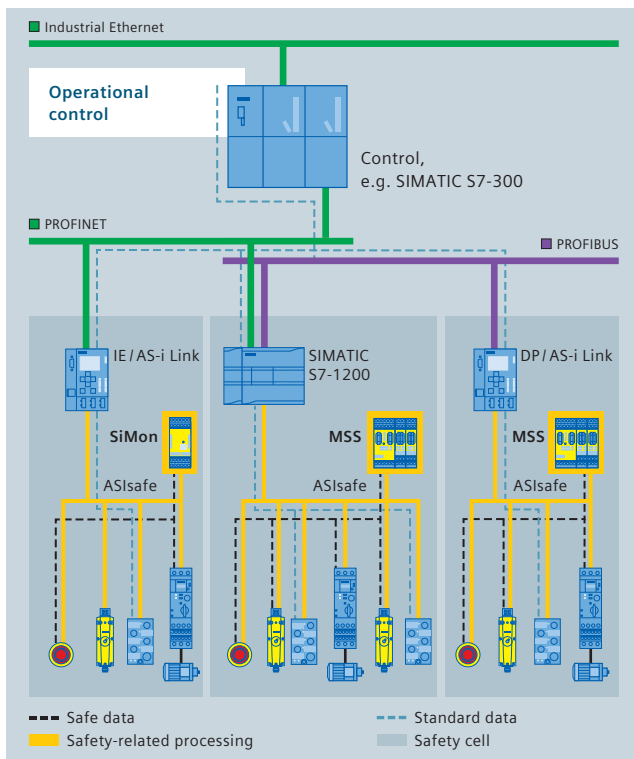 Industrial Ethernet
Operational
control
Control,
e.g. SIMATIC S7-300
PROFINET
PROFIBUS
IE/AS-i Link
SIMATIC
S7-1200
DP/AS-i Link
SiMon
MSS
MSS
ASIsafe
ASIsafe
ASIsafe
Safe data
Standard data
Safety-related processing
Safety cell